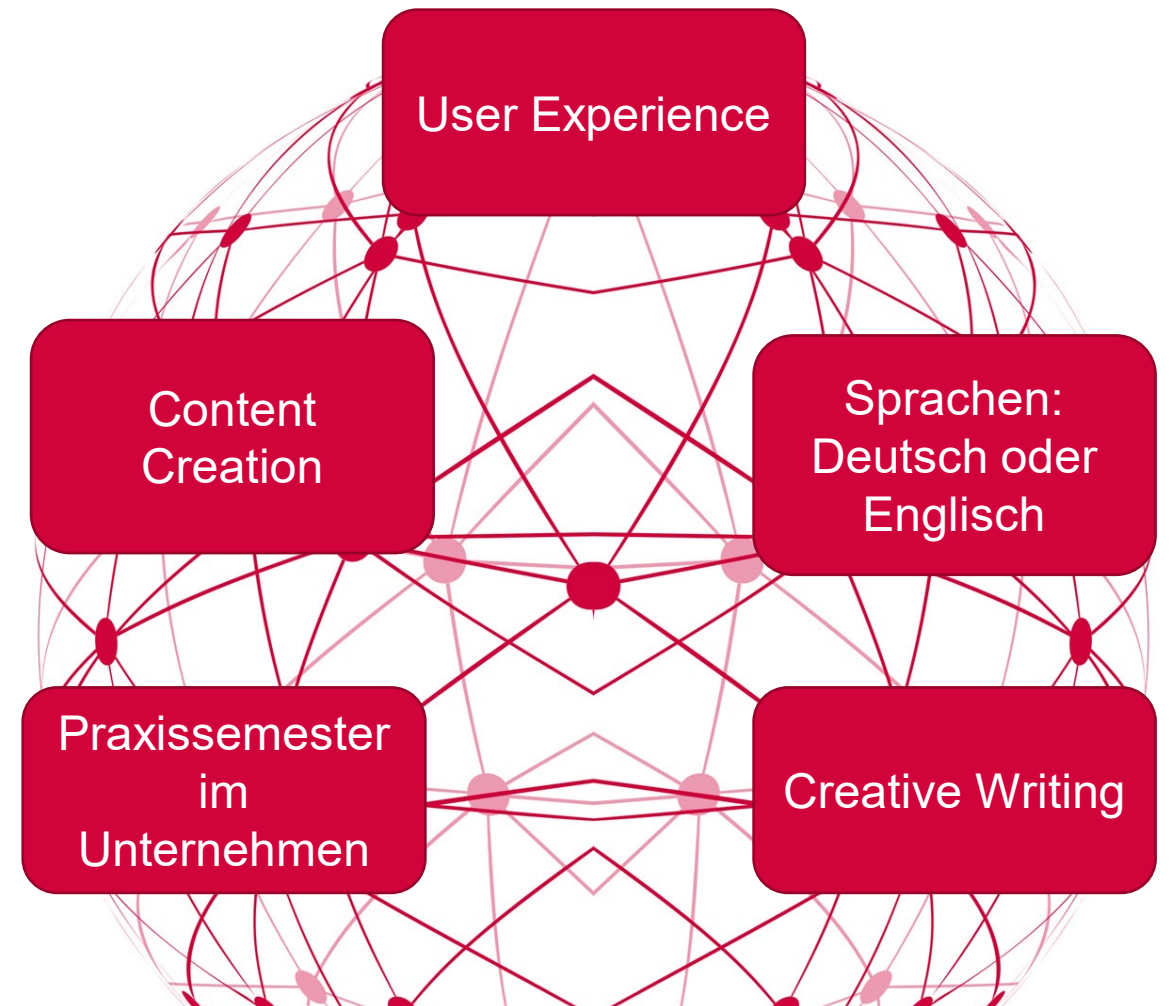 User Experience
Content
Creation
Sprachen:
Deutsch oder
Englisch
Praxissemester
im
Unternehmen
Creative Writing